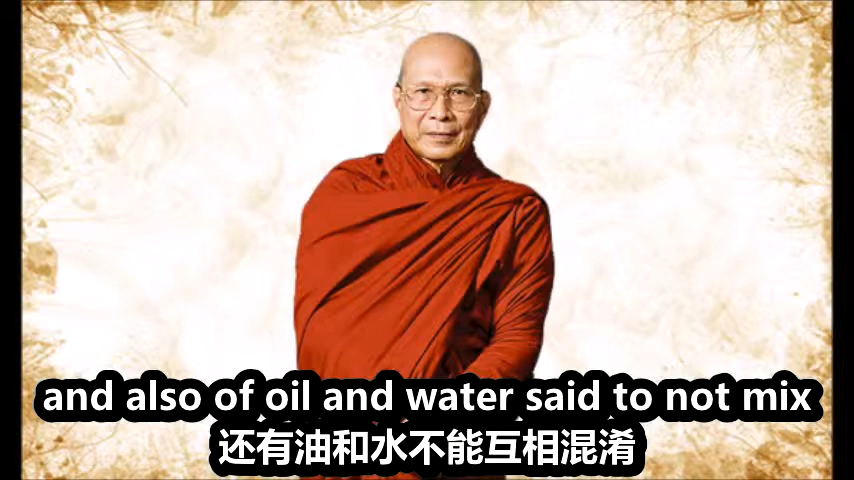 and also of oil and water said to not mix
还有油和水不能互相混淆